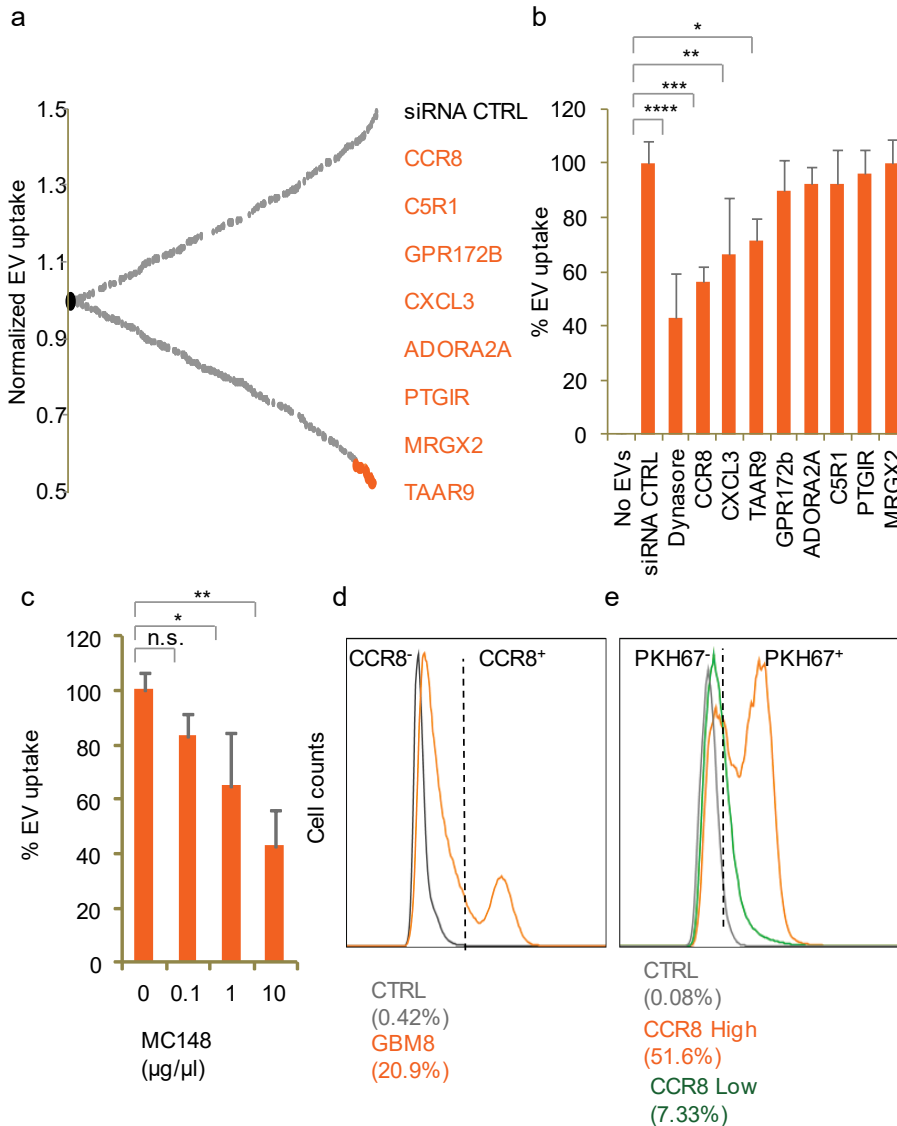 a
Normalized EV uptake
1.5
1.3
1.1
0.9
0.7
0.5
siRNA CTRL
CCR8
C5R1
GPR172B
CXCL3
ADORA2A
PTGIR
MRGX2
TAAR9
b
*
**
***
****
% EV uptake
120
100
80
60
40
20
0
No EVs
siRNA CTRL
Dynasore
CCR8
CXCL3
TAAR9
GPR172b
ADORA2A
C5R1
PTGIR
MRGX2
c
**
*
n.s.
% EV uptake
120
100
80
60
40
20
0
0 0.1 1 10
MC148
(µg/µl)
d
CCR8- CCR8+
Cell counts
CTRL
(0.42%)
GBM8
(20.9%)
e
PKH67- PKH67+
CTRL
(0.08%)
CCR8 High
(51.6%)
CCR8 Low
(7.33%)